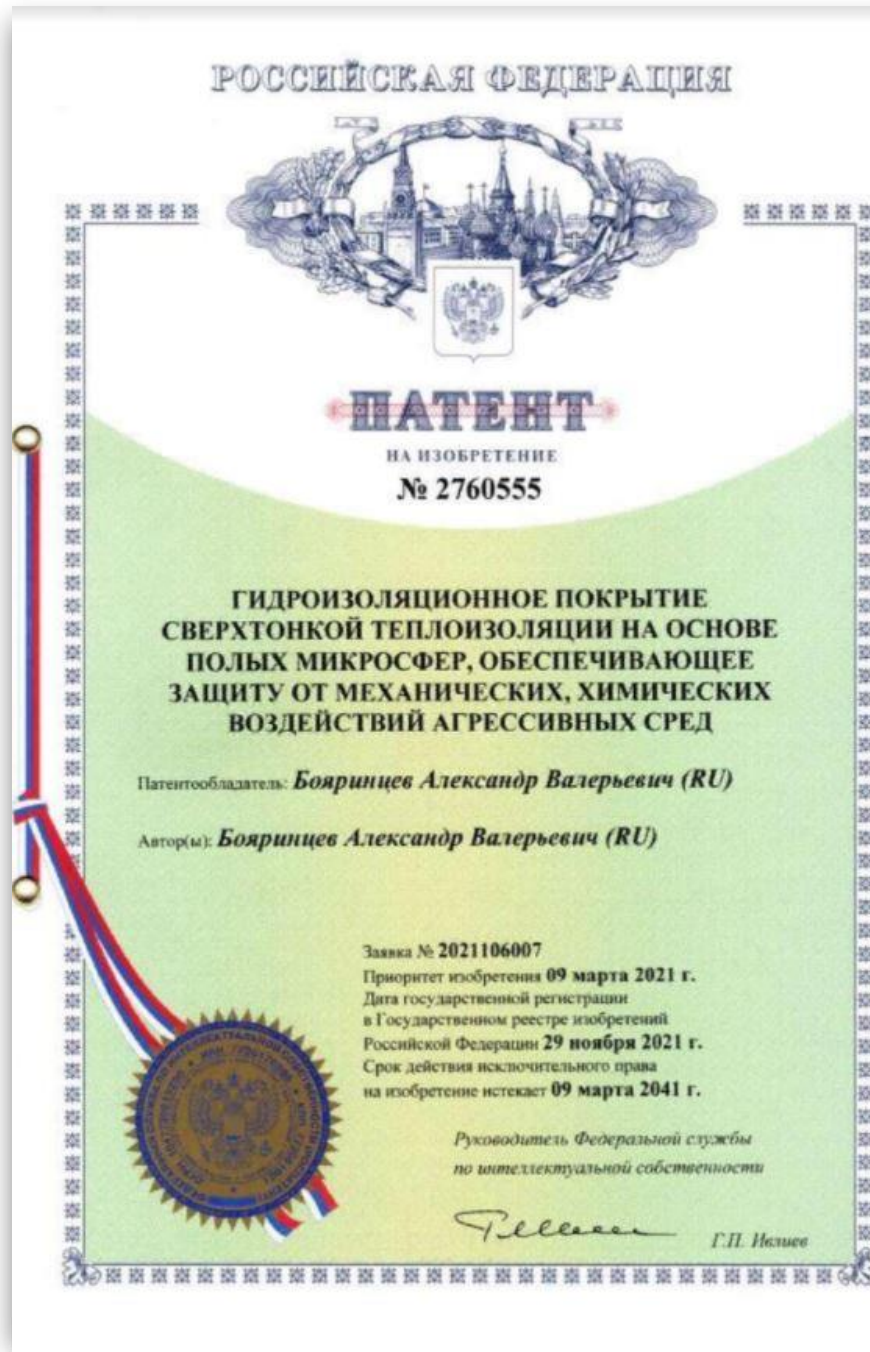 РОССИЙСКАЯ ФЕДЕРАЦИЯ
ПАТЕНТ
НА ИЗОБРЕТЕНИЕ
№ 2760555
ГИДРОИЗОЛЯЦИОННОЕ ПОКРЫТИЕ
СВЕРХТОНКОЙ ТЕПЛОИЗОЛЯЦИИ НА ОСНОВЕ
ПОЛЫХ МИКРОСФЕР, ОБЕСПЕЧИВАЮЩЕЕ
ЗАЩИТУ ОТ МЕХАНИЧЕСКИХ, ХИМИЧЕСКИХ
ВОЗДЕЙСТВИЙ АГРЕССИВНЫХ СРЕД
Патентообладатель: Бояринцев Александр Валерьевич (RU)
Автор(ы): Бояринцев Александр Валерьевич (RU)
Заявка № 2021106007
Приоритет изобретения 09 марта 2021 г.
Дата государственной регистрации
в Государственном реестре изобретений
Российской Федерации 29 ноября 2021 г.
Срок действия исключительного права
на изобретение истекает 09 марта 2041 г.
Руководитель Федеральной службы
по интеллектуальной собственности
Г.П. Ивлиев